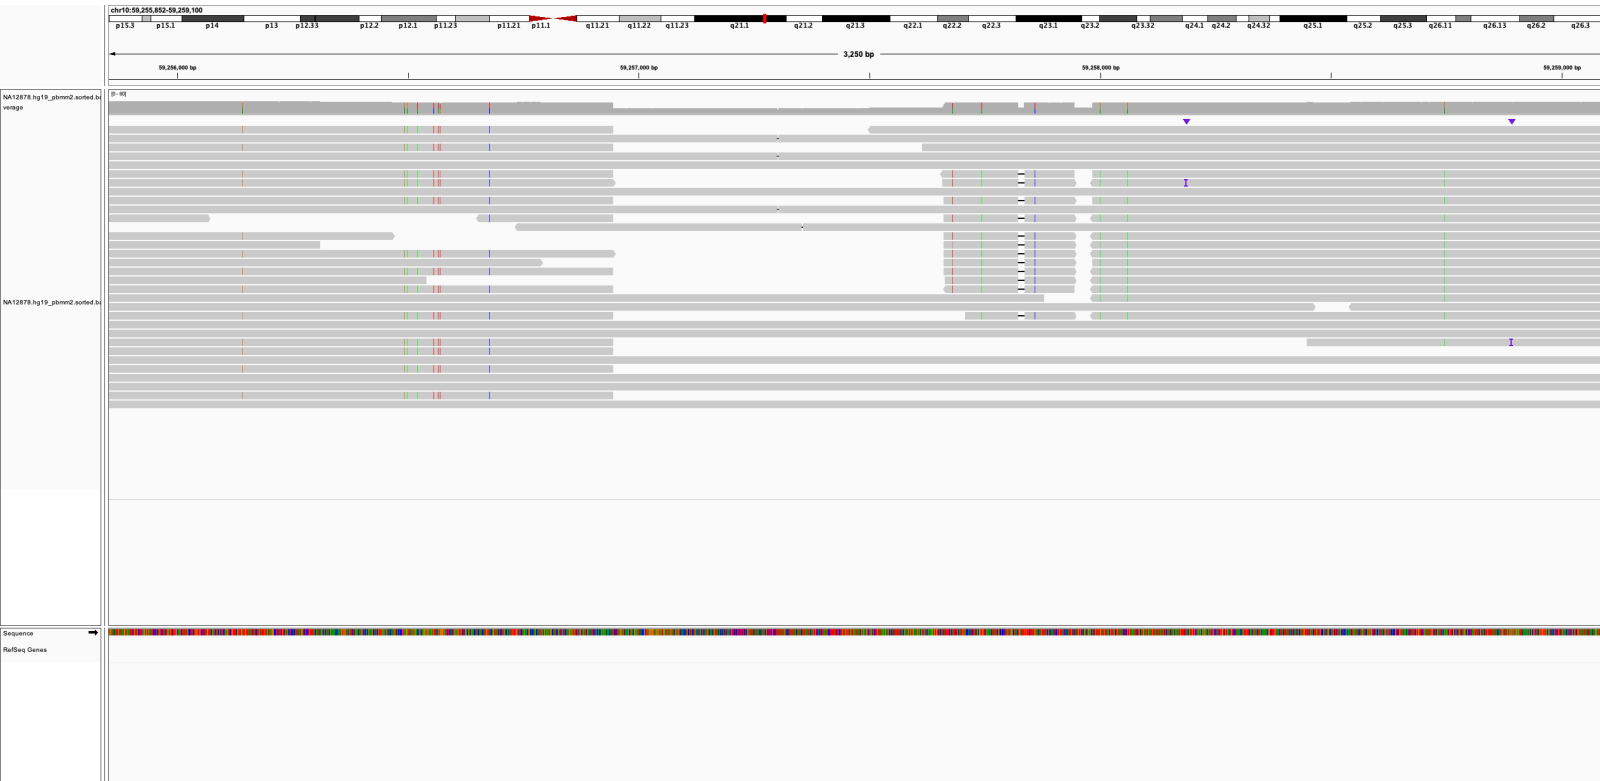 chr10:59,255,852-59,259,100
p15.3 p15.1 p14 p13 p12.33 p12.2 p12.1 p11.23 p11.21 p11.1 q11.21 q11.22 q11.23 q21.1 q21.2 q21.3 q22.1 q22.2 q22.3 q23.1 q23.2 q23.32 q24.1 q24.2 q24.32 q25.1 q25.2 q25.3 q26.11 q26.13 q26.2 q26.3
3,250 bp
59,256,000 bp 59,257,000 bp 59,258,000 bp 59,259,000 bp
NA12878.hg19_pbmm2.sorted.ba
verage
[0 - 60]
NA12878.hg19_pbmm2.sorted.ba
Sequence
RefSeq Genes